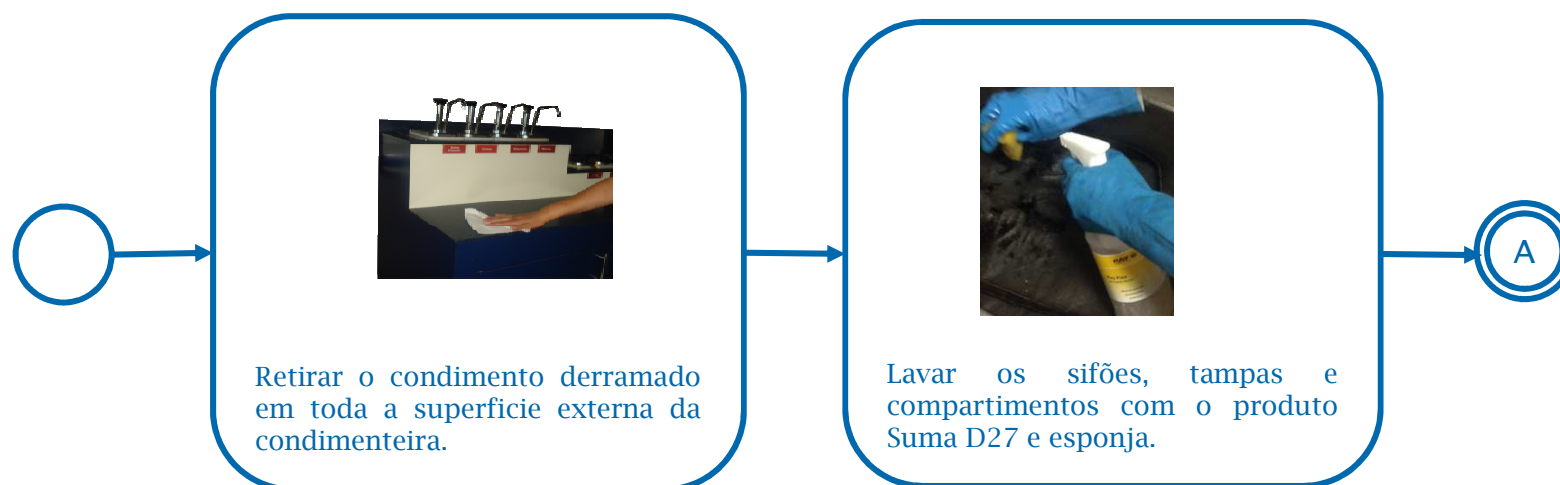 Retirar o condimento derramado
em toda a superficie externa da
condimenteira.
Lavar os sifões, tampas e
compartimentos com o produto
Suma D27 e esponja.
A